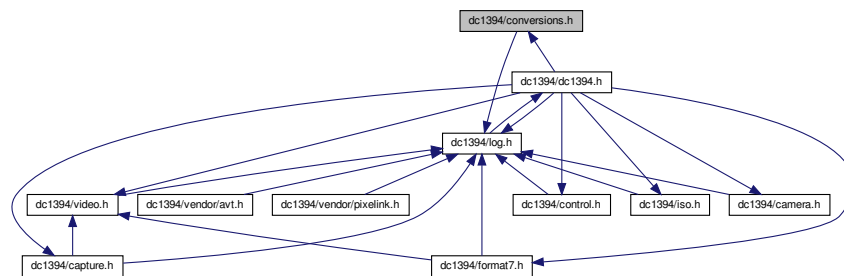 dc1394/conversions.h
dc1394/dc1394.h
dc1394/log.h
dc1394/video.h
dc1394/vendor/avt.h
dc1394/vendor/pixelink.h
dc1394/control.h
dc1394/iso.h
dc1394/camera.h
dc1394/capture.h
dc1394/format7.h